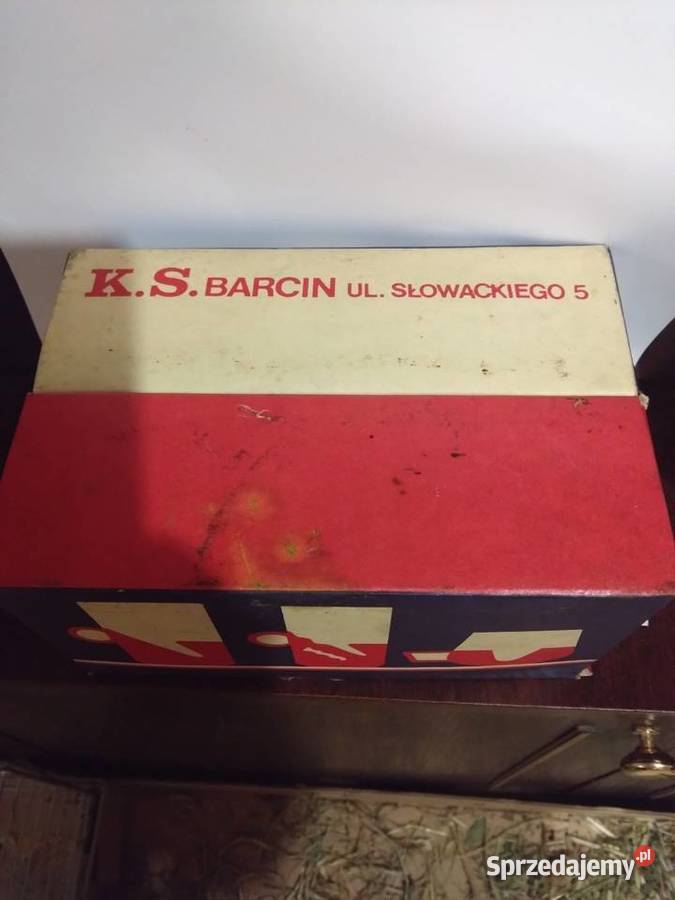 K.S. BARCIN UL. SŁOWACKIEGO 5
Sprzedajemy.pl